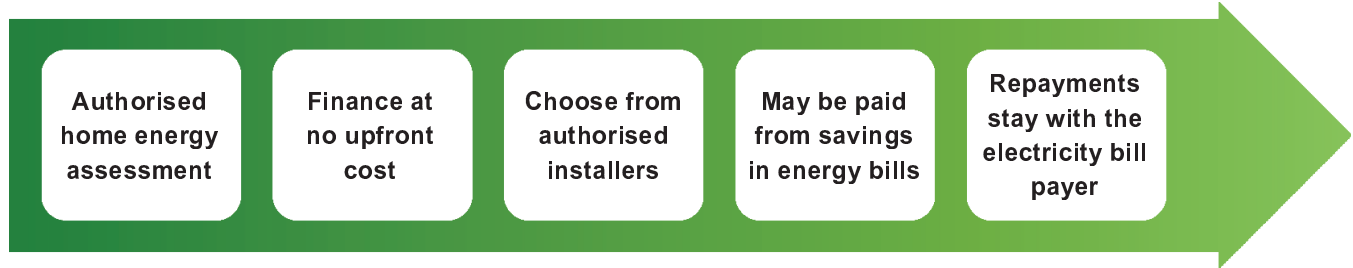 Authorised
home energy
assessment
Finance at
no upfront
cost
Choose from
authorised
installers
May be paid
from savings
in energy bills
Repayments
stay with the
electricity bill
payer